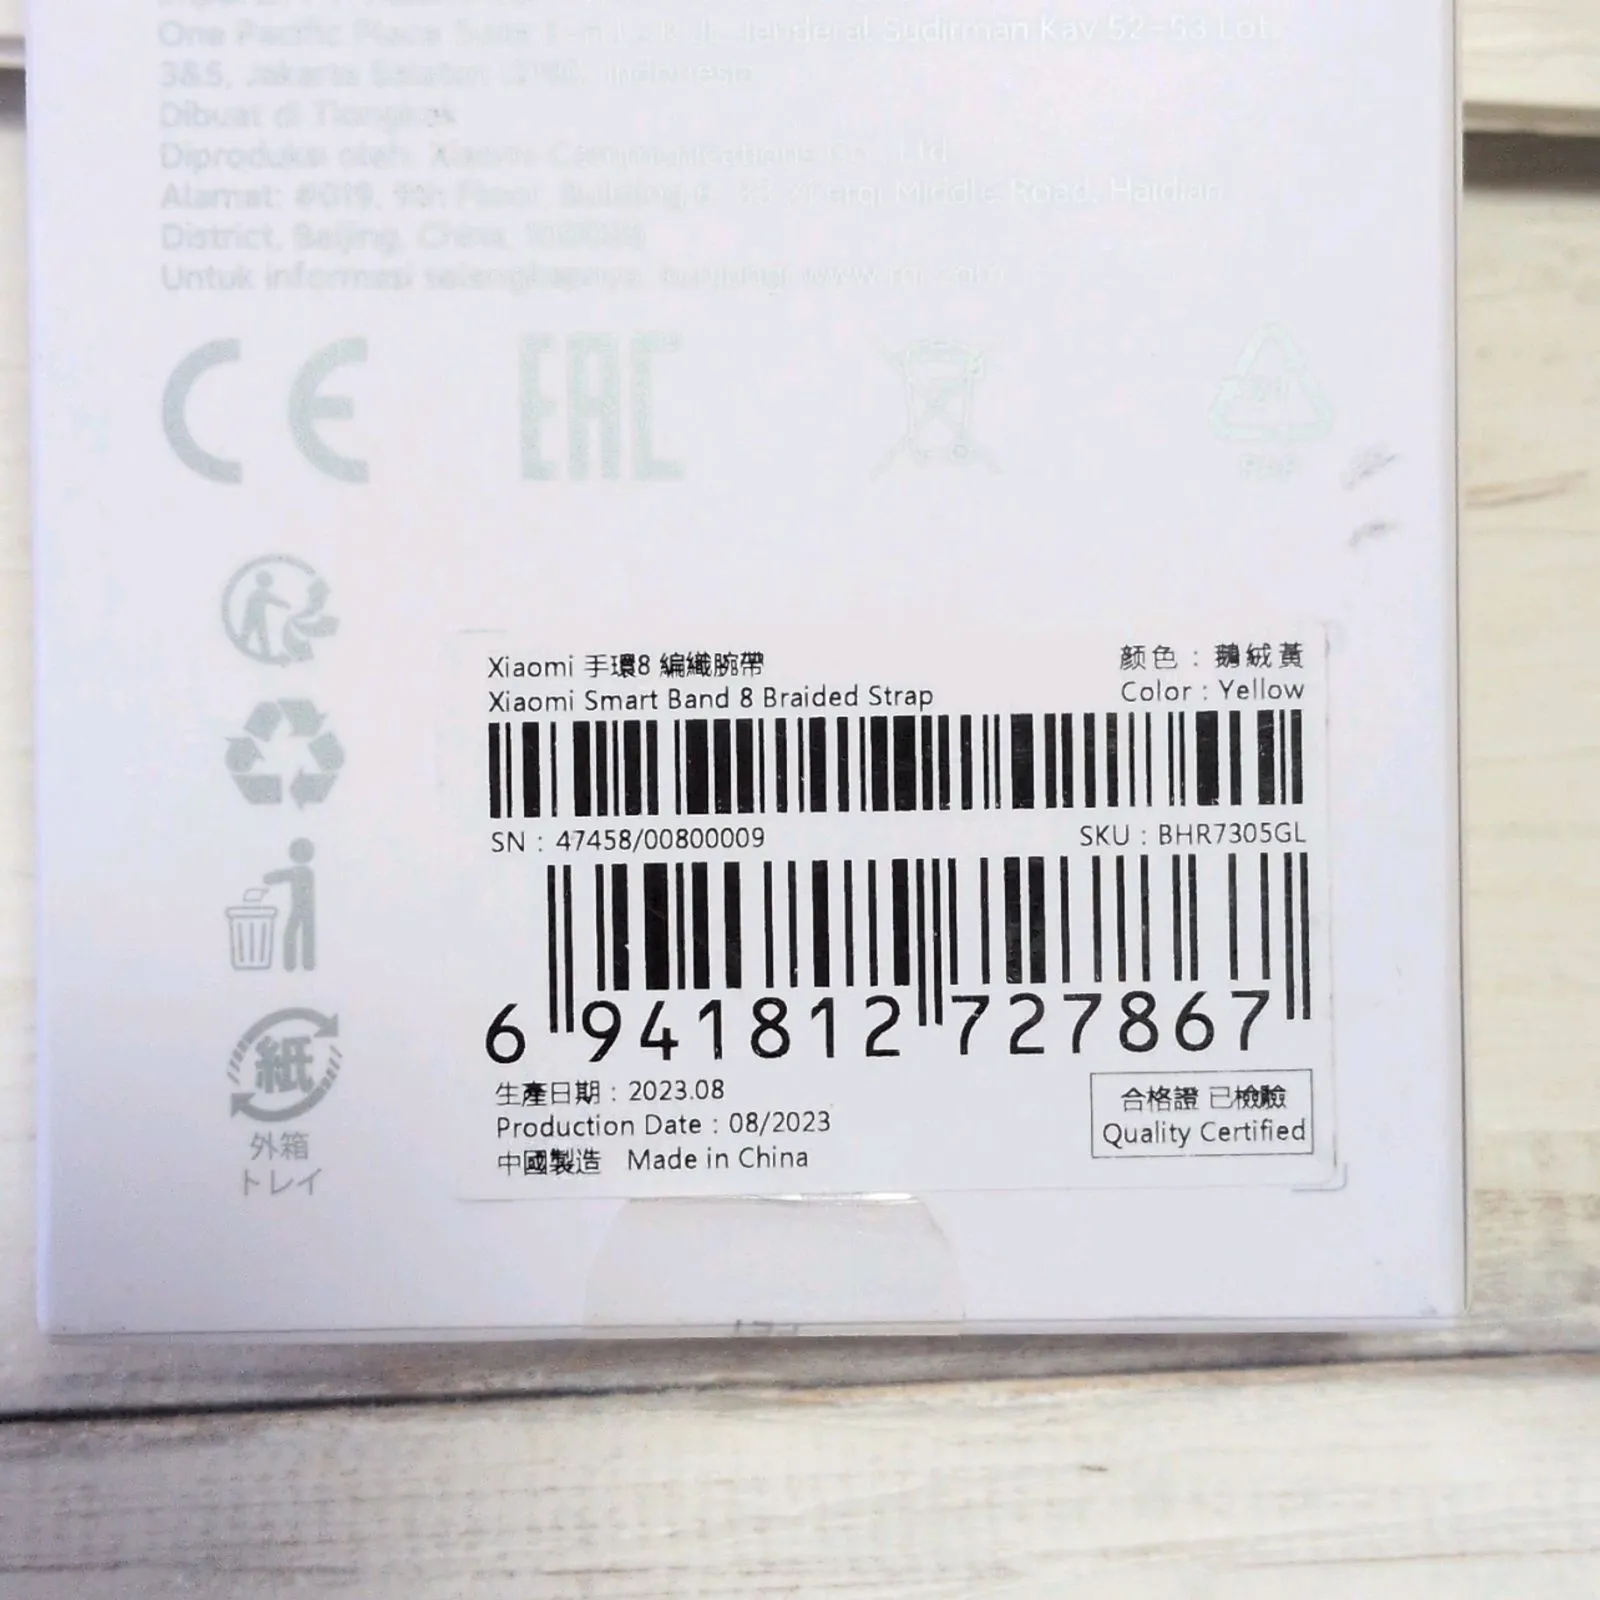 One Pacific Place Suite Jenderal Sudirman Kav 52-53 Lot
3&5, Jakarta Selatan Indonesia
Dibuat di Tiongkok
Diproduksi oleh: Xiaomi Communications Co., Ltd.
Alamat: #019, 9th Floor, Building 6, 33 Xierqi Middle Road, Haidian
District, Beijing, China,
Untuk informasi selengkapnya, kunjungi www.mi.com
CE
EAC
21
PAP
紙
外箱
トレイ
Xiaomi 手環8 編織腕帶
Xiaomi Smart Band 8 Braided Strap
颜色：鵝絨黃
Color : Yellow
SN : 47458/00800009
SKU : BHR7305GL
6 941812 727867
生產日期 : 2023.08
Production Date : 08/2023
中國製造 Made in China
合格證 已檢驗
Quality Certified